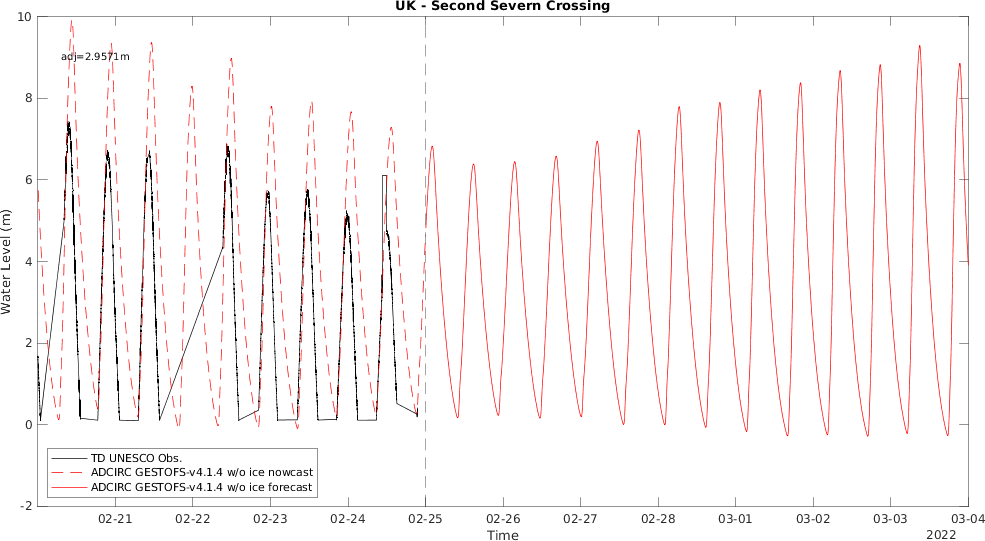 UK - Second Severn Crossing
10
8
6
4
2
0
-2
Water Level (m)
adj=2.9571m
TD UNESCO Obs.
ADCIRC GESTOFS-v4.1.4 w/o ice nowcast
ADCIRC GESTOFS-v4.1.4 w/o ice forecast
02-21 02-22 02-23 02-24 02-25 02-26 02-27 02-28 03-01 03-02 03-03 03-04
Time
2022